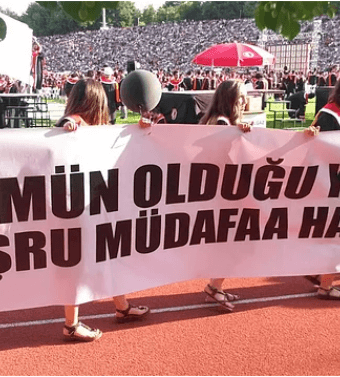 MÜN OLDUĞU Y
ŞRU MÜDAFAA HA